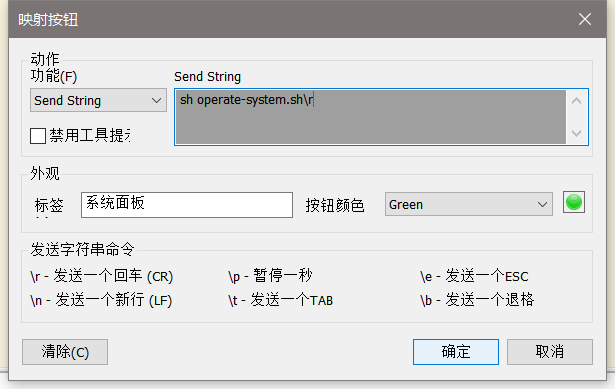 映射按钮
动作
功能(F)
Send String
Send String
sh operate-system.sh\r
禁用工具提示
外观
标签
系统面板
按钮颜色
Green
发送字符串命令
\r - 发送一个回车 (CR)
\p - 暂停一秒
\e - 发送一个ESC
\n - 发送一个新行 (LF)
\t - 发送一个TAB
\b - 发送一个退格
清除(C)
确定
取消